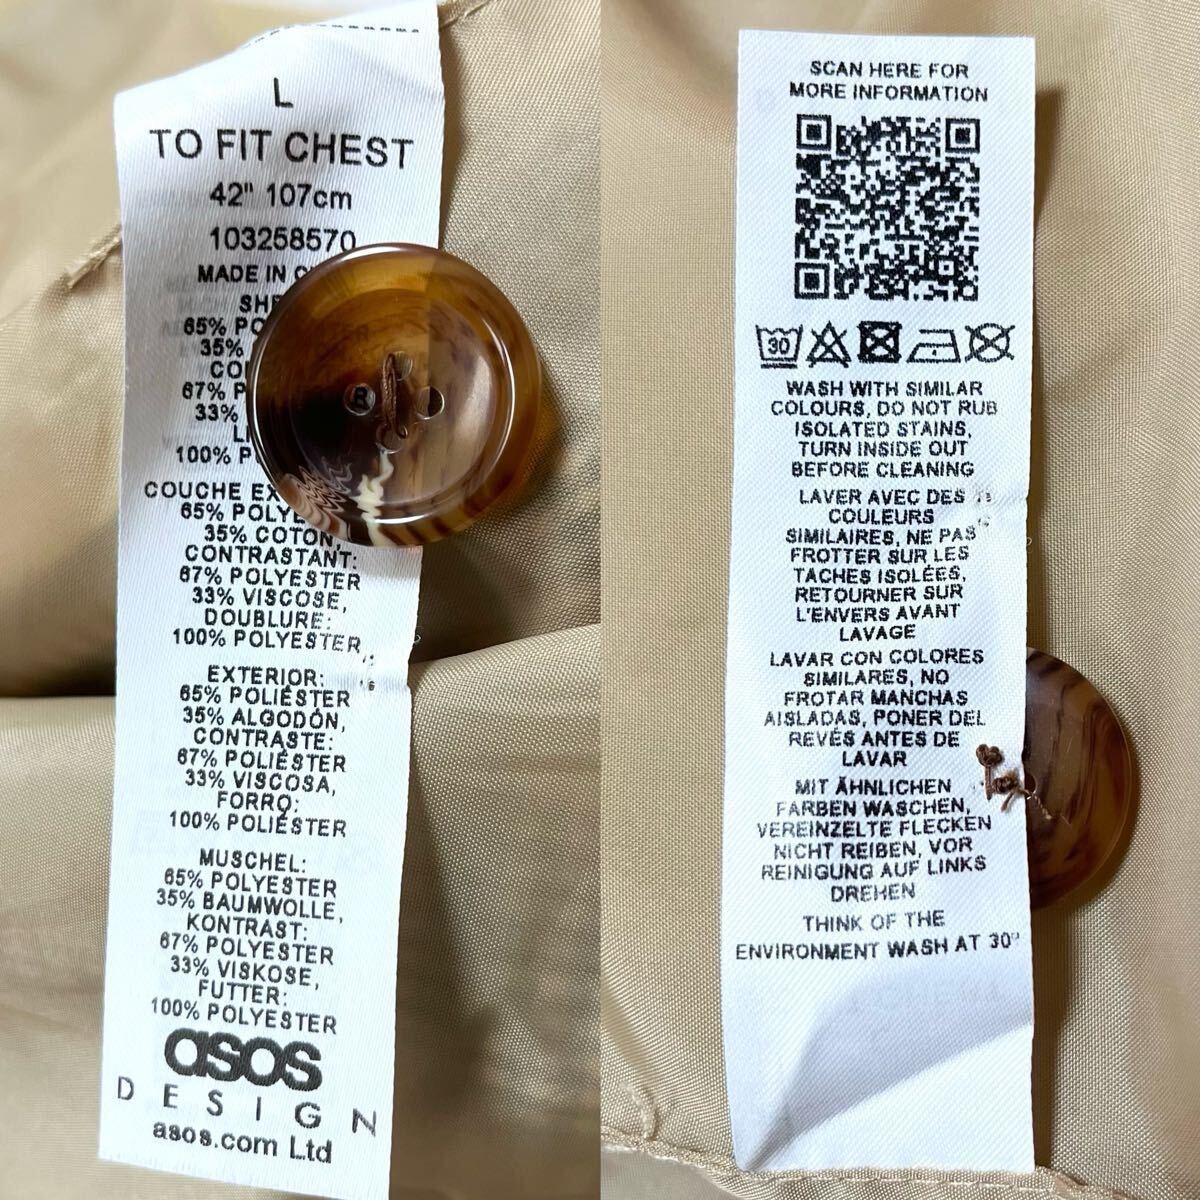 L
TO FIT CHEST
42" 107cm
103258570
MADE IN
65%
35%
67%
33%
100%
COUCHE
65%
35% COTON,
CONTRASTANT:
67% POLYESTER
33% VISCOSE,
DOUBLURE:
100% POLYESTER
EXTERIOR:
65% POLIÉSTER
35% ALGODÓN,
CONTRASTE:
67% POLIÉSTER
33% VISCOSA,
FORRO:
100% POLIÉSTER
MUSCHEL:
65% POLYESTER
35% BAUMWOLLE,
KONTRAST:
67% POLYESTER
33% VISKOSE,
FUTTER:
100% POLYESTER
asos
DESIGN
asos.com Ltd
SCAN HERE FOR
MORE INFORMATION
30
WASH WITH SIMILAR
COLOURS, DO NOT RUB
ISOLATED STAINS,
TURN INSIDE OUT
BEFORE CLEANING
LAVER AVEC DES
COULEURS
SIMILAIRES, NE PAS
FROTTER SUR LES
TACHES ISOLÉES,
RETOURNER SUR
L'ENVERS AVANT
LAVAGE
LAVAR CON COLORES
SIMILARES, NO
FROTAR MANCHAS
AISLADAS, PONER DEL
REVÉS ANTES DE
LAVAR
MIT ÄHNLICHEN
FARBEN WASCHEN,
VEREINZELTE FLECKEN
NICHT REIBEN, VOR
REINIGUNG AUF LINKS
DREHEN
THINK OF THE
ENVIRONMENT WASH AT 30°